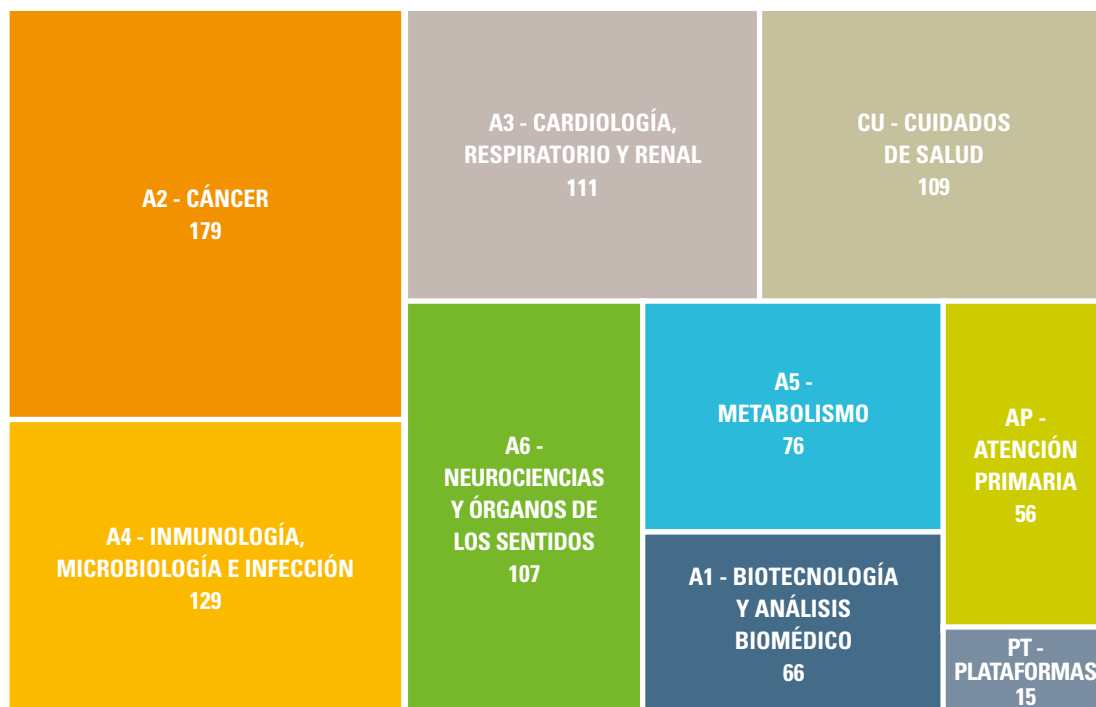 A2 - CÁNCER
179
A3 - CARDIOLOGÍA,
RESPIRATORIO Y RENAL
111
CU - CUIDADOS
DE SALUD
109
A4 - INMUNOLOGÍA,
MICROBIOLOGÍA E INFECCIÓN
129
A6 -
NEUROCIENCIAS
Y ÓRGANOS DE
LOS SENTIDOS
107
A5 -
METABOLISMO
76
A1 - BIOTECNOLOGÍA
Y ANÁLISIS
BIOMÉDICO
66
AP -
ATENCIÓN
PRIMARIA
56
PT -
PLATAFORMAS
15